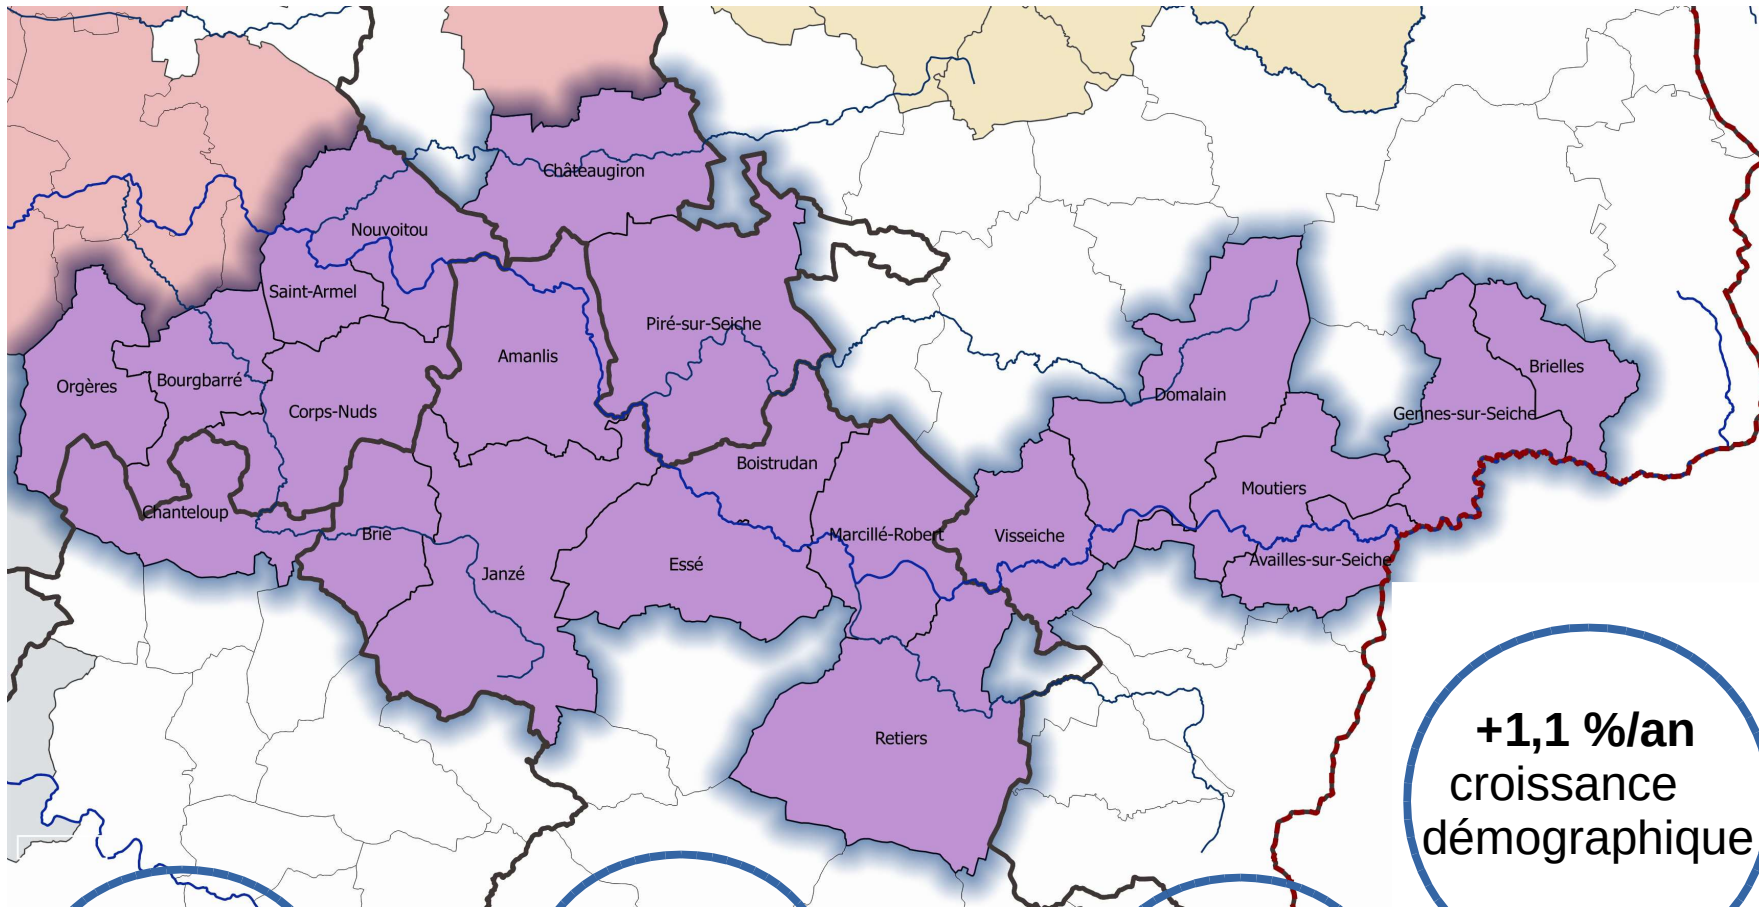 Châteaugiron
Nouvoitou
Saint-Armel
Piré-sur-Seiche
Amanlis
Brielles
Orgères
Bourgbarré
Domalain
Corps-Nuds
Gennes-sur-Seiche
Boistrudan
Moutiers
Chanteloup
Brie
Marcillé-Robert
Visseiche
Availles-sur-Seiche
Essé
Janzé
Retiers
+1,1 %/an
croissance
démographique